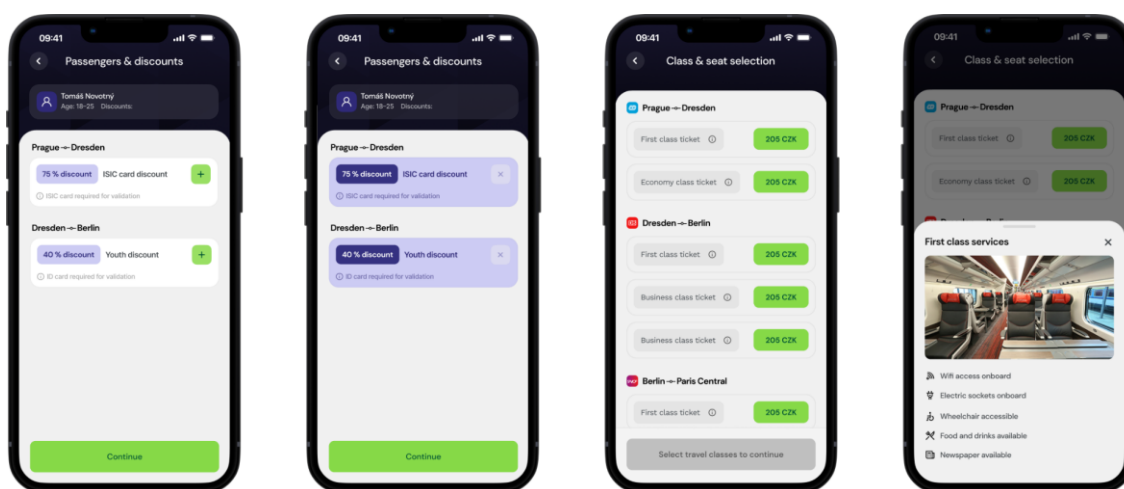 09:41
Passengers & discounts
Tomáš Novotný
Age: 18-25 Discounts:
Prague → Dresden
75 % discount ISIC card discount +
ISIC card required for validation
Dresden → Berlin
40 % discount Youth discount +
ID card required for validation
Continue
09:41
Passengers & discounts
Tomáš Novotný
Age: 18-25 Discounts:
Prague → Dresden
75 % discount ISIC card discount ×
ISIC card required for validation
Dresden → Berlin
40 % discount Youth discount ×
ID card required for validation
Continue
09:41
Class & seat selection
Prague → Dresden
First class ticket 205 CZK
Economy class ticket 205 CZK
Dresden → Berlin
First class ticket 205 CZK
Business class ticket 205 CZK
Business class ticket 205 CZK
Berlin → Paris Central
First class ticket 205 CZK
Select travel classes to continue
09:41
Class & seat selection
Prague → Dresden
First class ticket 205 CZK
Economy class ticket 205 CZK
First class services ×
Wifi access onboard
Electric sockets onboard
Wheelchair accessible
Food and drinks available
Newspaper available